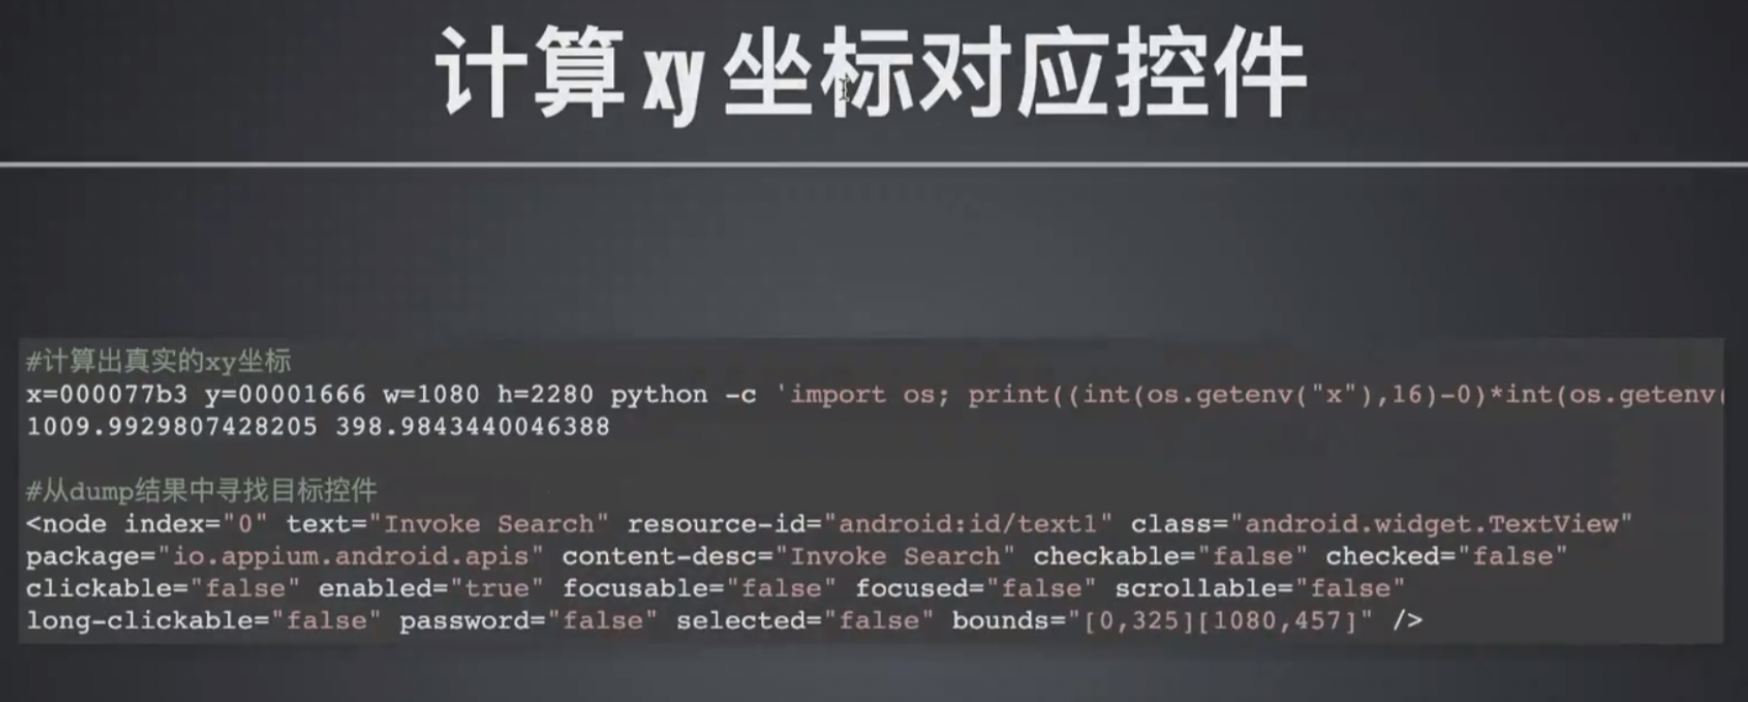 计算xy坐标对应控件
#计算出真实的xy坐标
x=000077b3 y=00001666 w=1080 h=2280 python -c 'import os; print((int(os.getenv("x"),16)-0)*int(os.getenv(
1009.9929807428205 398.9843440046388
#从dump结果中寻找目标控件
<node index="0" text="Invoke Search" resource-id="android:id/text1" class="android.widget.TextView"
package="io.appium.android.apis" content-desc="Invoke Search" checkable="false" checked="false"
clickable="false" enabled="true" focusable="false" focused="false" scrollable="false"
long-clickable="false" password="false" selected="false" bounds="[0,325][1080,457]" />